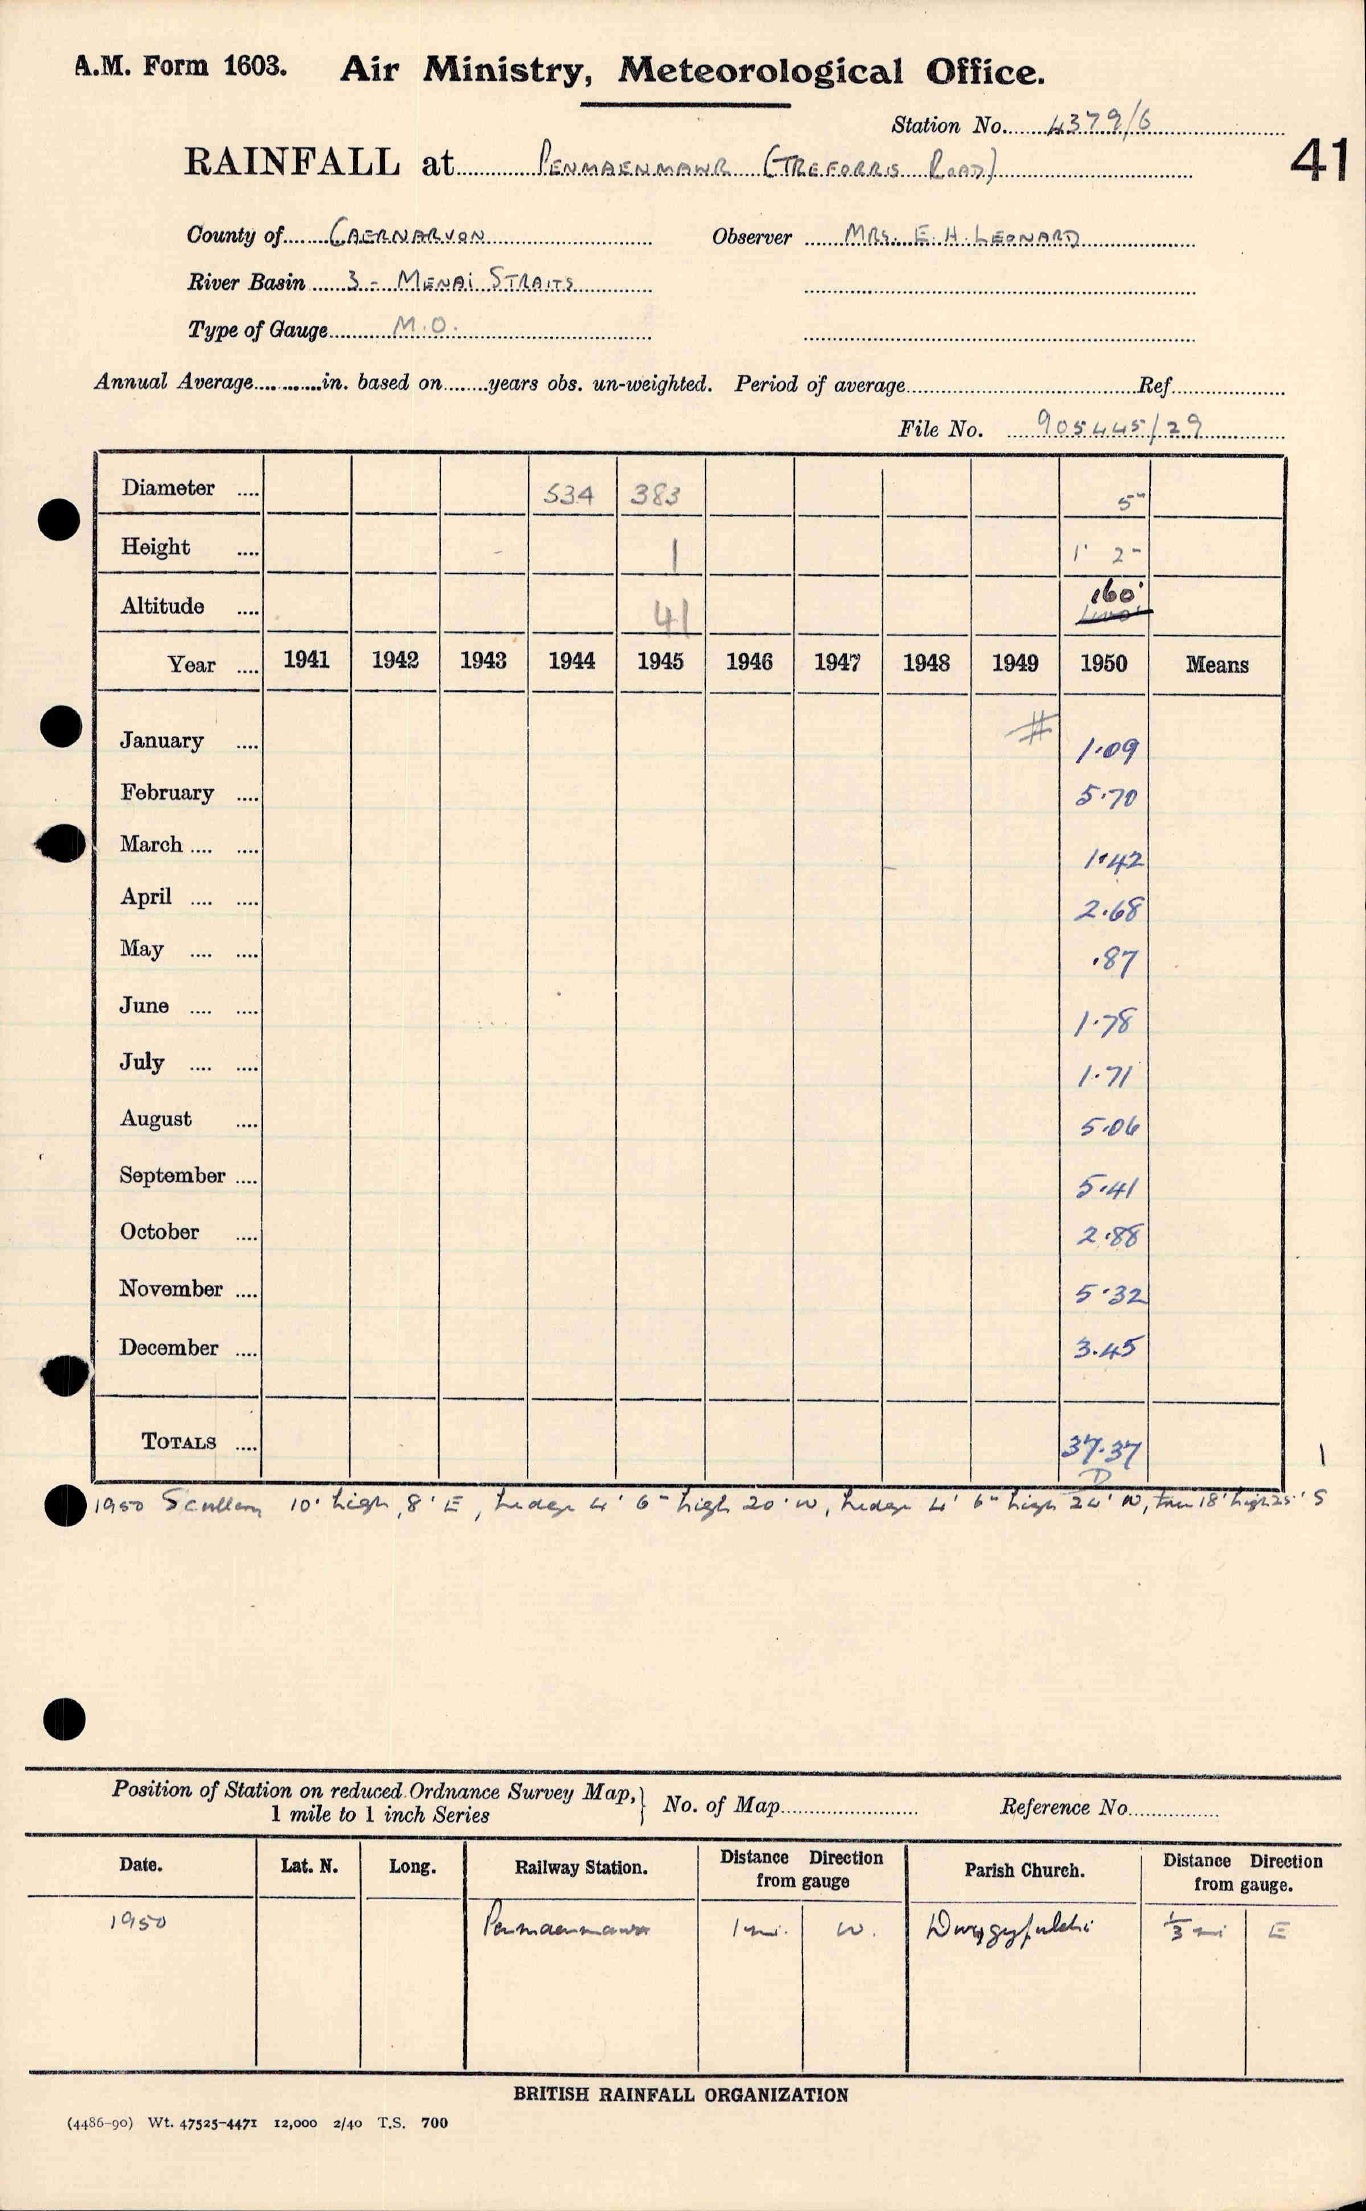 A.M. Form 1603. Air Ministry, Meteorological Office.
Station No. 4379/6
41
RAINFALL at PENMAENMAWR (TREFORRIS ROAD)
County of CAERNARVON Observer MRS. E. H. LEONARD
River Basin 3 - MENAI STRAITS
Type of Gauge M.O.
Annual Average in. based on years obs. un-weighted. Period of average Ref
File No. 905445/29
Diameter 534 383 5"
Height 1 1' 2"
Altitude 41 160'
Year 1941 1942 1943 1944 1945 1946 1947 1948 1949 1950 Means
January # 1.09
February 5.70
March 1.42
April 2.68
May .87
June 1.78
July 1.71
August 5.06
September 5.41
October 2.88
November 5.32
December 3.45
TOTALS 37.37 1
D
1950 10' high, 8' E, hedge 4' 6" high 20' W, hedge 4' 6" high 24' N, tree 18' high 25' S
Position of Station on reduced Ordnance Survey Map, 1 mile to 1 inch Series } No. of Map Reference No.
Date. Lat. N. Long. Railway Station. Distance Direction from gauge Parish Church. Distance Direction from gauge.
1950 Penmaenmawr 1 mi. W. Dwygyfylchi 1/3 mi E
BRITISH RAINFALL ORGANIZATION
(4486-90) Wt. 47525-4471 12,000 2/40 T.S. 700